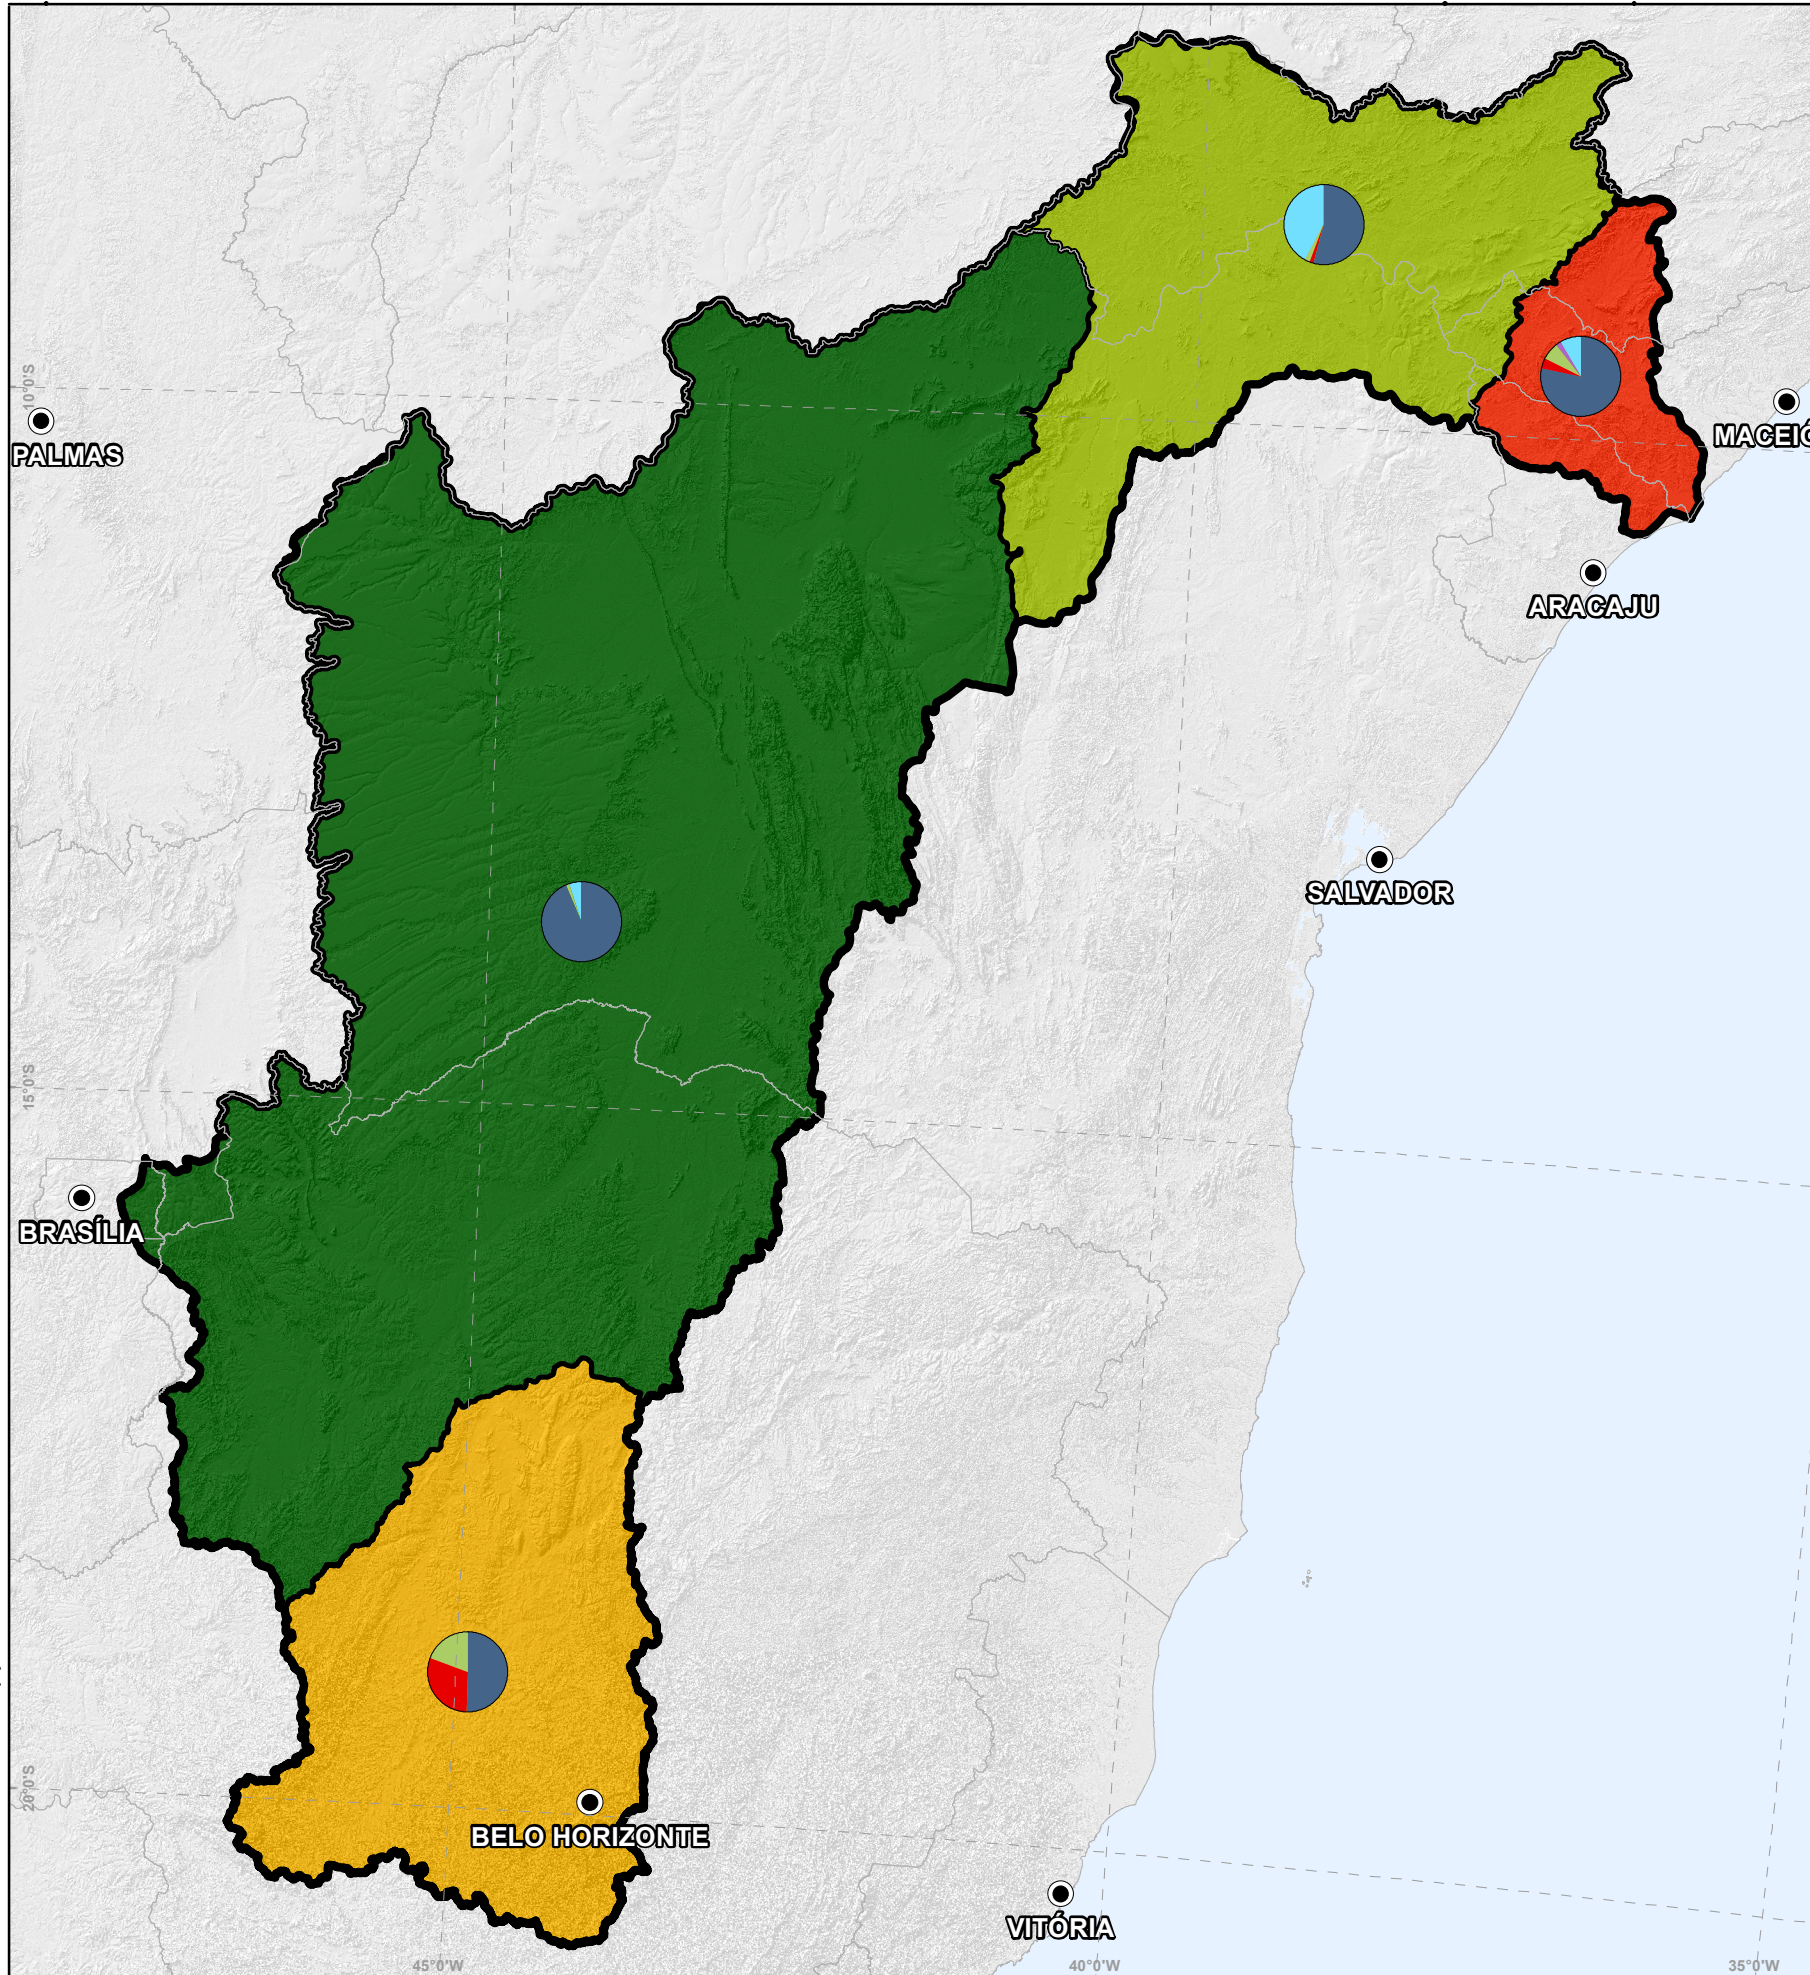 10°0'S
PALMAS
MACEIÓ
ARACAJU
SALVADOR
15°0'S
BRASÍLIA
20°0'S
BELO HORIZONTE
VITÓRIA
45°0'W
40°0'W
35°0'W